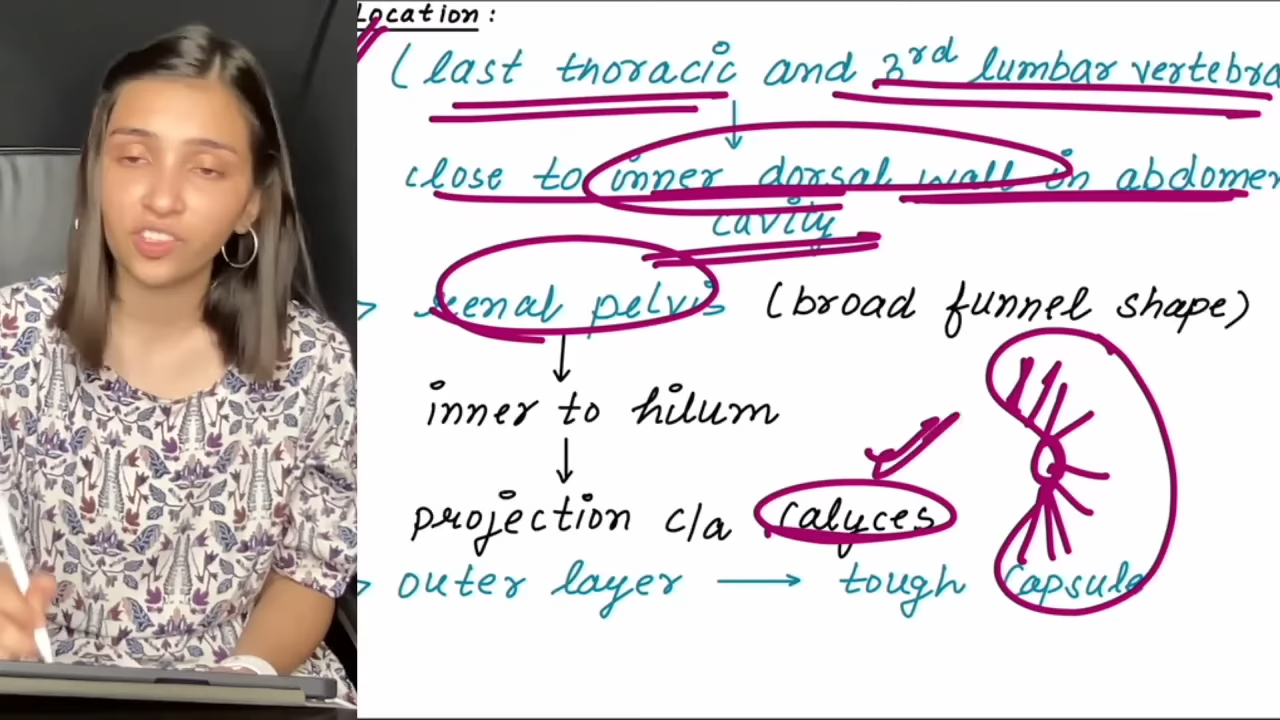 Location:
(last thoracic and 3rd lumbar vertebra
close to inner dorsal wall in abdomen
cavity
> renal pelvis (broad funnel shape)
inner to hilum
projection c/a calyces
> outer layer → tough capsule